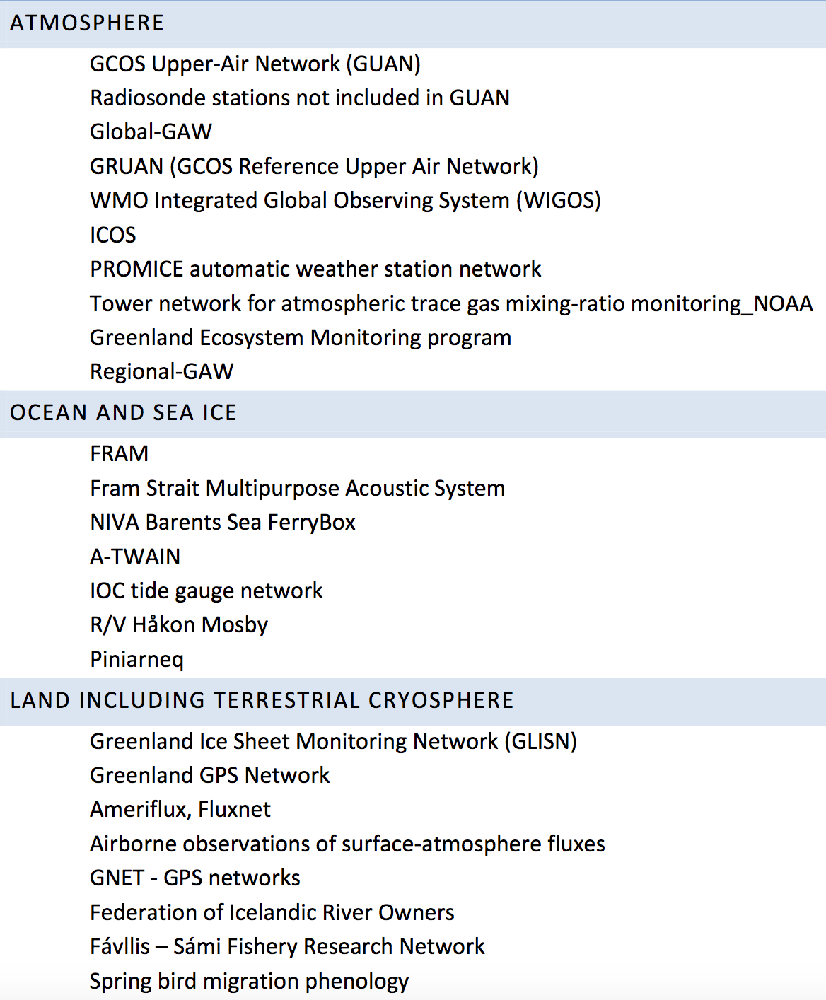 ATMOSPHERE
GCOS Upper-Air Network (GUAN)
Radiosonde stations not included in GUAN
Global-GAW
GRUAN (GCOS Reference Upper Air Network)
WMO Integrated Global Observing System (WIGOS)
ICOS
PROMICE automatic weather station network
Tower network for atmospheric trace gas mixing-ratio monitoring_NOAA
Greenland Ecosystem Monitoring program
Regional-GAW
OCEAN AND SEA ICE
FRAM
Fram Strait Multipurpose Acoustic System
NIVA Barents Sea FerryBox
A-TWAIN
IOC tide gauge network
R/V Håkon Mosby
Piniarneq
LAND INCLUDING TERRESTRIAL CRYOSPHERE
Greenland Ice Sheet Monitoring Network (GLISN)
Greenland GPS Network
Ameriflux, Fluxnet
Airborne observations of surface-atmosphere fluxes
GNET - GPS networks
Federation of Icelandic River Owners
Fávllis – Sámi Fishery Research Network
Spring bird migration phenology